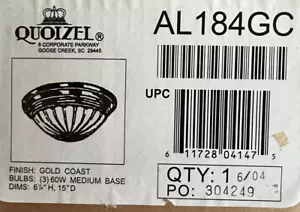 QUOIZEL®
6 CORPORATE PARKWAY
GOOSE CREEK, SC 29445
AL184GC
UPC
6 11728 04147 5
FINISH: GOLD COAST
BULBS: (3) 60W MEDIUM BASE
DIMS: 6¼" H, 15" D
QTY: 1 6/04
PO: 304249